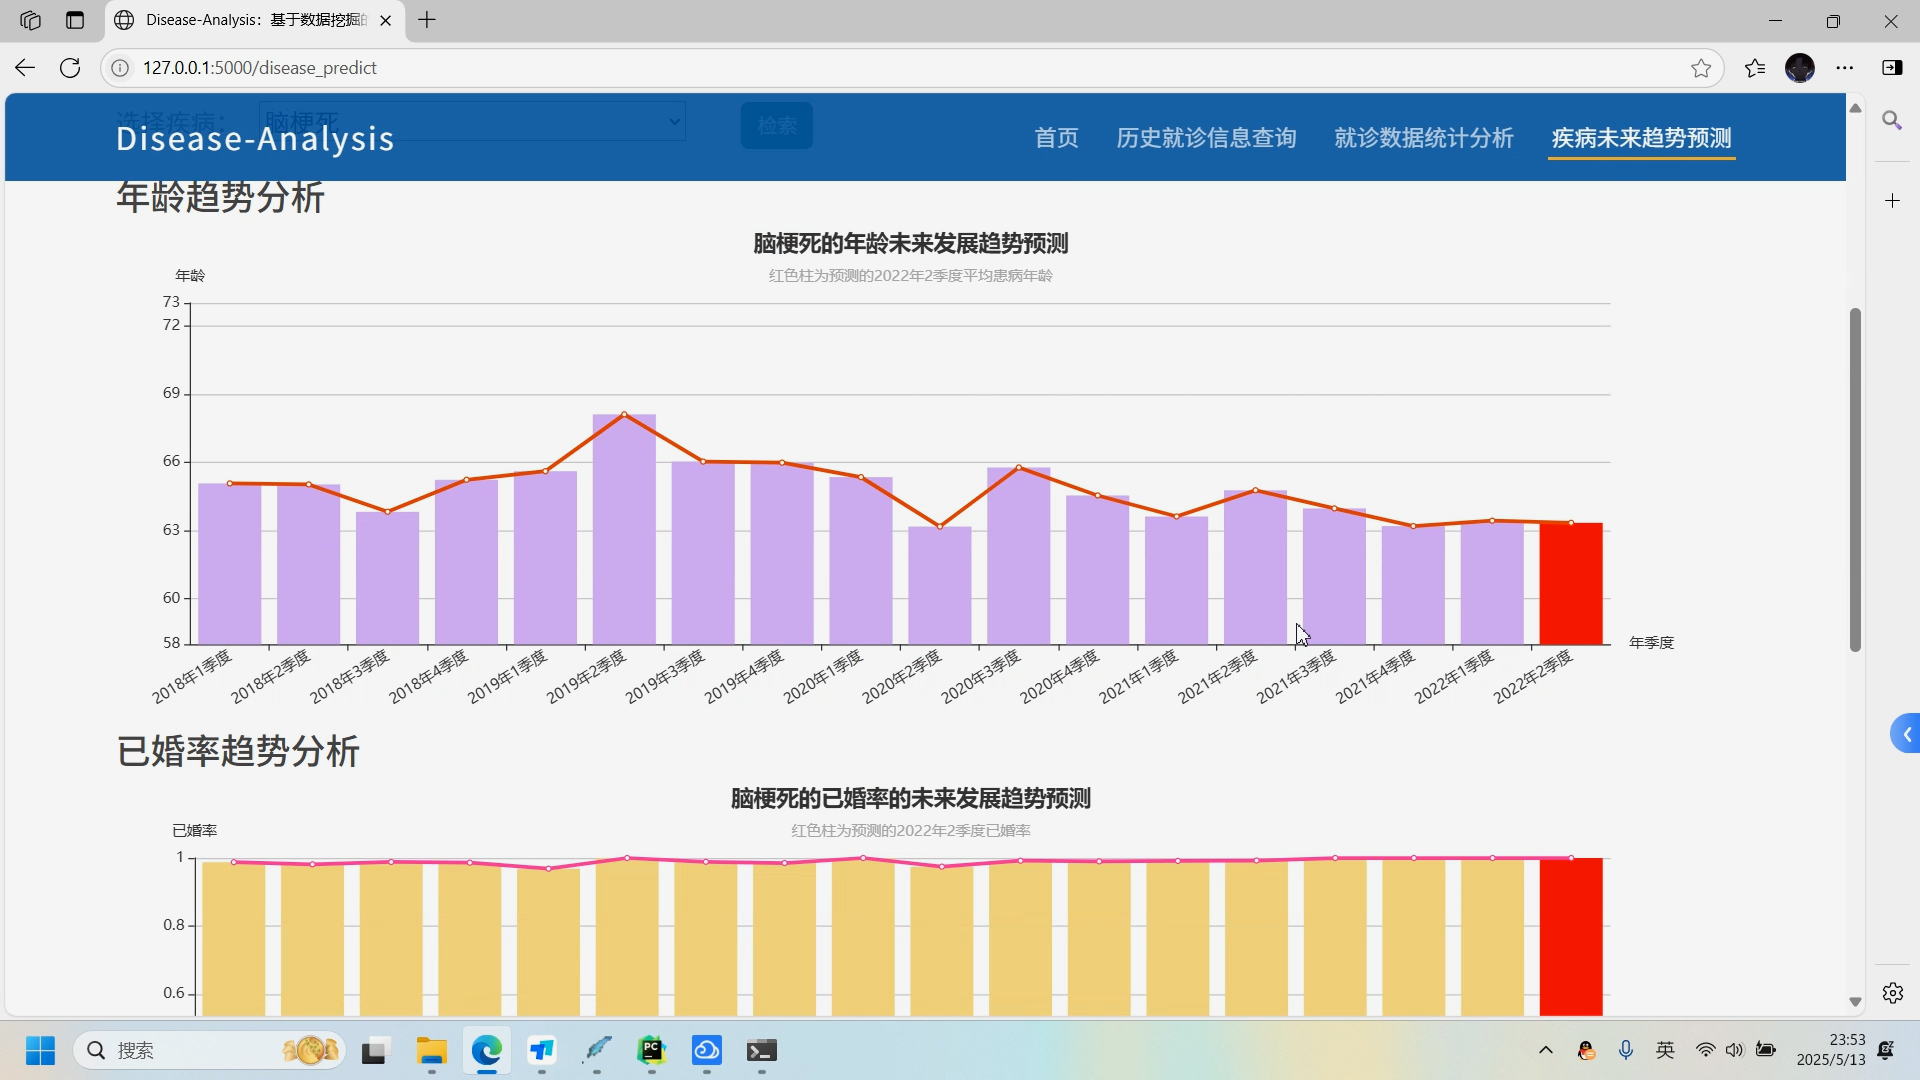 Disease-Analysis：基于数据挖掘的
127.0.0.1:5000/disease_predict
选择疾病：
脑梗死
检索
Disease-Analysis
首页
历史就诊信息查询
就诊数据统计分析
疾病未来趋势预测
年龄趋势分析
脑梗死的年龄未来发展趋势预测
红色柱为预测的2022年2季度平均患病年龄
年龄
73
72
69
66
63
60
58
年季度
2018年1季度
2018年2季度
2018年3季度
2018年4季度
2019年1季度
2019年2季度
2019年3季度
2019年4季度
2020年1季度
2020年2季度
2020年3季度
2020年4季度
2021年1季度
2021年2季度
2021年3季度
2021年4季度
2022年1季度
2022年2季度
已婚率趋势分析
脑梗死的已婚率的未来发展趋势预测
红色柱为预测的2022年2季度已婚率
已婚率
1
0.8
0.6
搜索
PC
英
23:53
2025/5/13